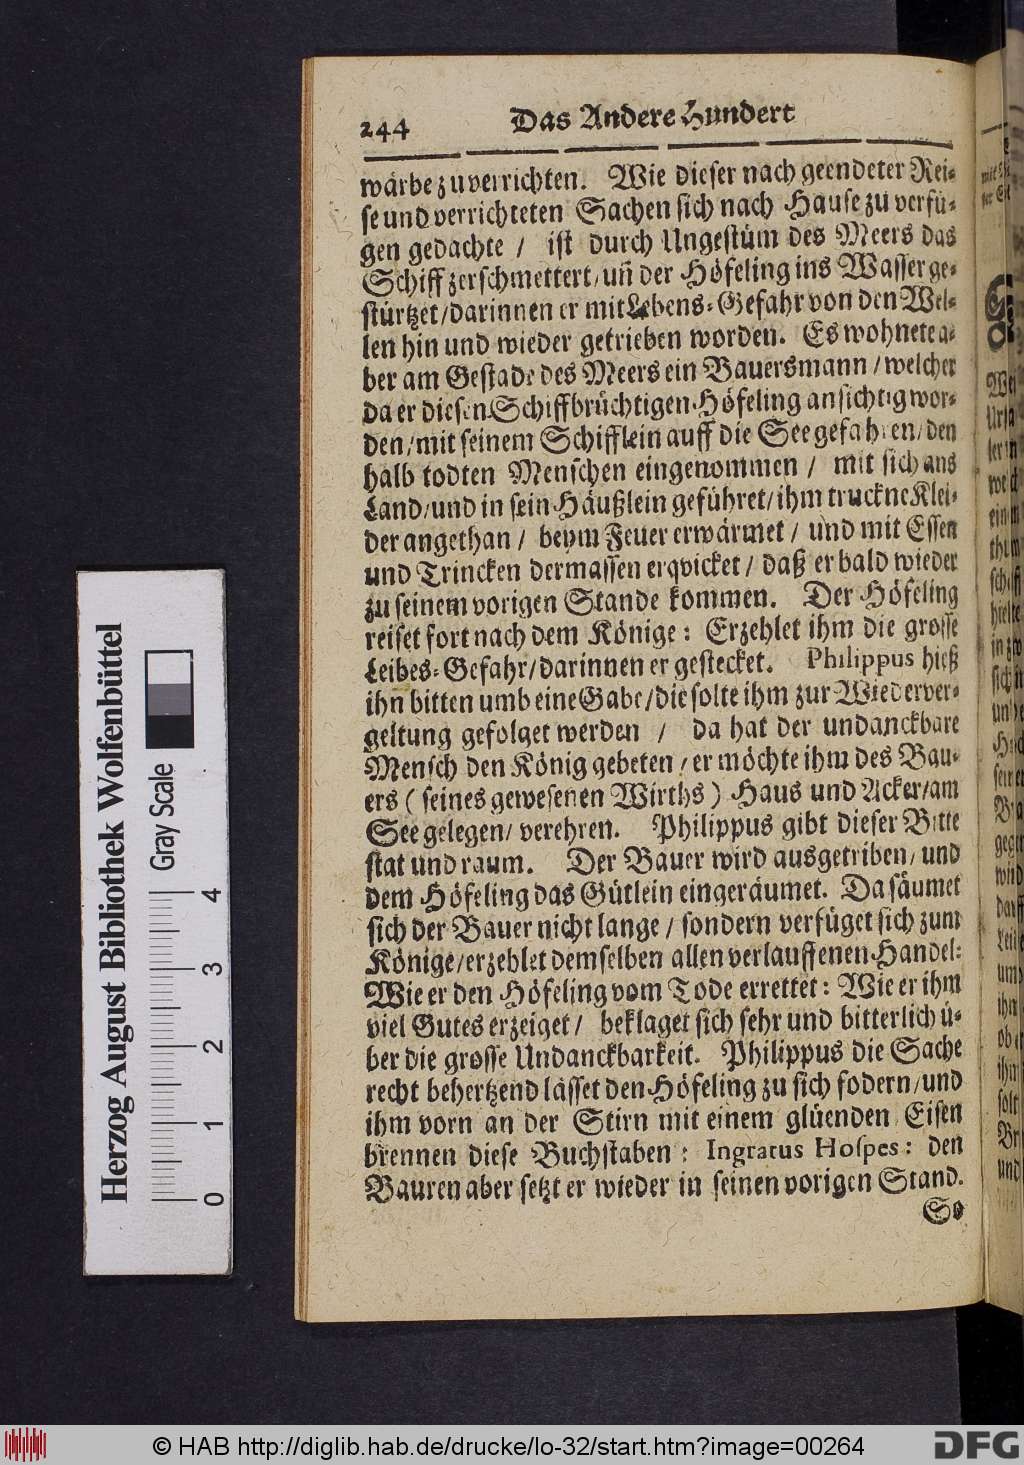 244 Das Andere Hundert
wärbe zu verrichten. Wie dieser nach geendeter Rei-
se und verrichteten Sachen sich nach Hause zu verfü-
gen gedachte / ist durch Ungestüm des Meers das
Schiff zerschmettert / uñ der Höfeling ins Wasser ge-
stürtzet / darinnen er mit Lebens-Gefahr von den Wel-
len hin und wieder getrieben worden. Es wohnete a-
ber am Gestade des Meers ein Bauersmann / welcher
da er diesen Schiffbrüchtigen Höfeling ansichtig wor-
den / mit seinem Schifflein auff die See gefahren / den
halb todten Menschen eingenommen / mit sich ans
Land / und in sein Häußlein geführet / ihm truckne Klei-
der angethan / beym Feuer erwärmet / und mit Essen
und Trincken dermassen erqvicket / daß er bald wieder
zu seinem vorigen Stande kommen. Der Höfeling
reiset fort nach dem Könige: Erzehlet ihm die grosse
Leibes-Gefahr / darinnen er gestecket. Philippus hieß
ihn bitten umb eine Gabe / die solte ihm zur Wiederver-
geltung gefolget werden / da hat der undanckbare
Mensch den König gebeten / er möchte ihm des Bau-
ers ( seines gewesenen Wirths ) Haus und Acker / am
See gelegen / verehren. Philippus gibt dieser Bitte
stat und raum. Der Bauer wird ausgetriben / und
dem Höfeling das Gütlein eingeräumet. Da säumet
sich der Bauer nicht lange / sondern verfüget sich zum
Könige / erzehlet demselben allen verlauffenen Handel:
Wie er den Höfeling vom Tode errettet: Wie er ihm
viel Gutes erzeiget / beklaget sich sehr und bitterlich ü-
ber die grosse Undanckbarkeit. Philippus die Sache
recht behertzend lässet den Höfeling zu sich fodern / und
ihm vorn an der Stirn mit einem glüenden Eisen
brennen diese Buchstaben: Ingratus Hospes: den
Bauren aber setzt er wieder in seinen vorigen Stand.
So
Herzog August Bibliothek Wolfenbüttel
Gray Scale
0 1 2 3 4
© HAB http://diglib.hab.de/drucke/lo-32/start.htm?image=00264
DFG